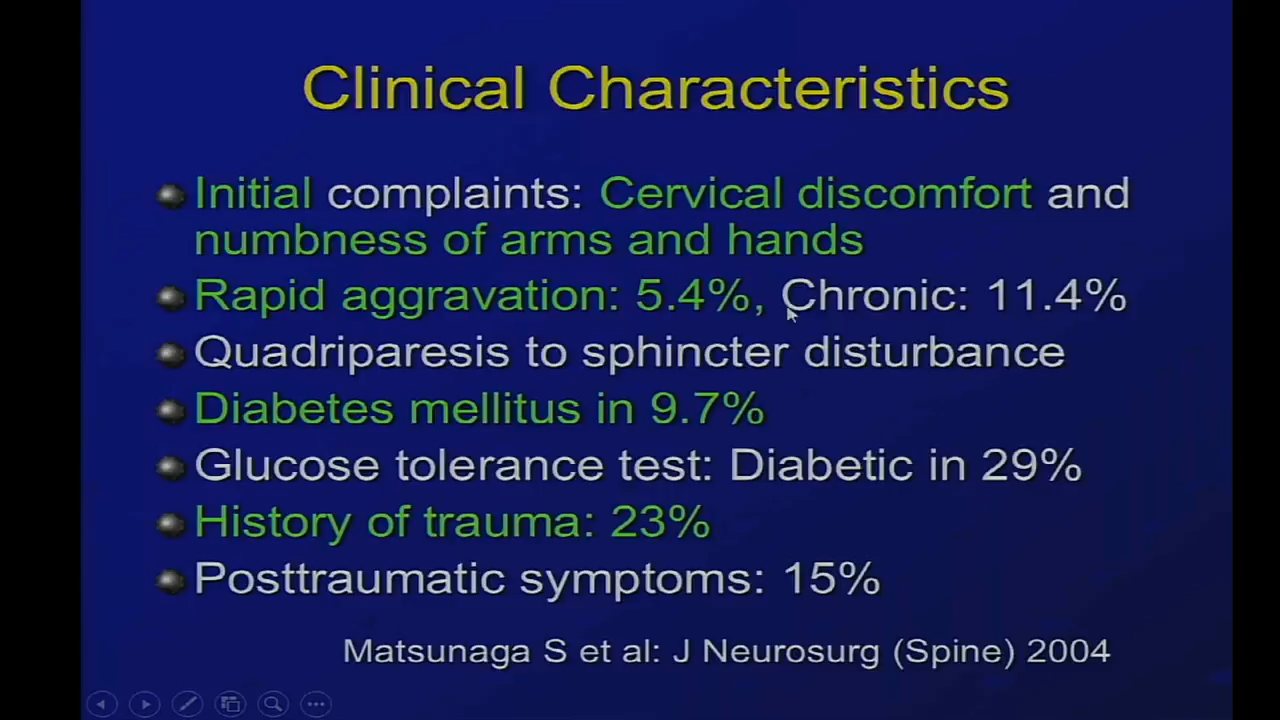 Clinical Characteristics
Initial complaints: Cervical discomfort and
numbness of arms and hands
Rapid aggravation: 5.4%, Chronic: 11.4%
Quadriparesis to sphincter disturbance
Diabetes mellitus in 9.7%
Glucose tolerance test: Diabetic in 29%
History of trauma: 23%
Posttraumatic symptoms: 15%
Matsunaga S et al: J Neurosurg (Spine) 2004